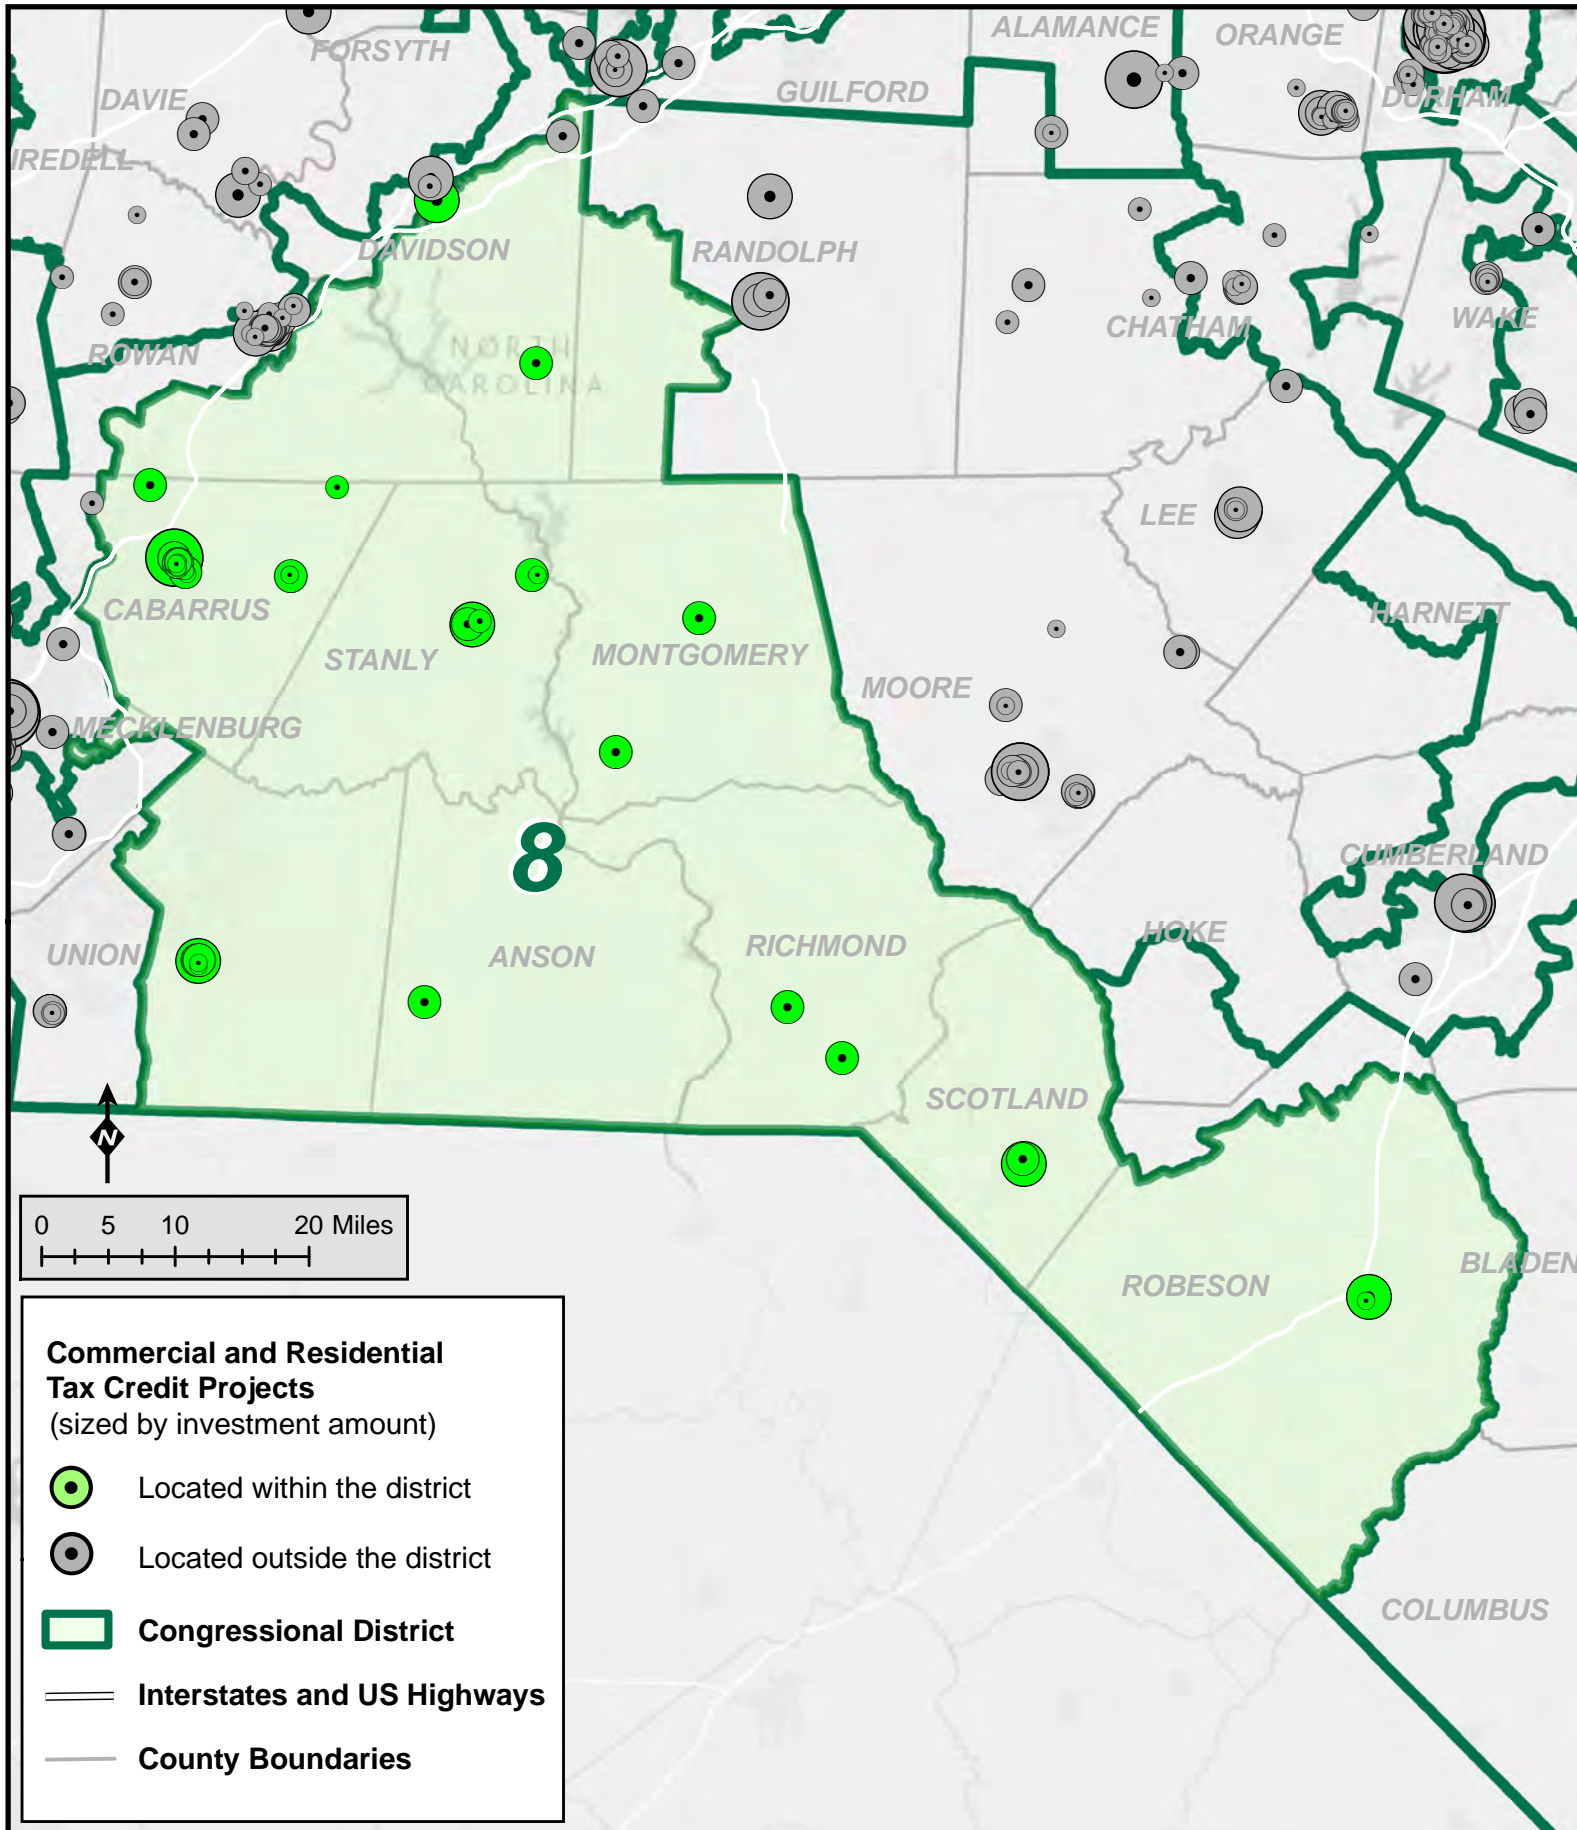 FORSYTH
ALAMANCE
ORANGE
DAVIE
GUILFORD
DURHAM
IREDELL
DAVIDSON
RANDOLPH
CHATHAM
WAKE
ROWAN
NORTH
CAROLINA
LEE
CABARRUS
HARNETT
STANLY
MONTGOMERY
MOORE
MECKLENBURG
8
CUMBERLAND
UNION
ANSON
RICHMOND
HOKE
SCOTLAND
N
0 5 10 20 Miles
ROBESON
BLADEN
Commercial and Residential
Tax Credit Projects
(sized by investment amount)
Located within the district
Located outside the district
Congressional District
Interstates and US Highways
County Boundaries
COLUMBUS